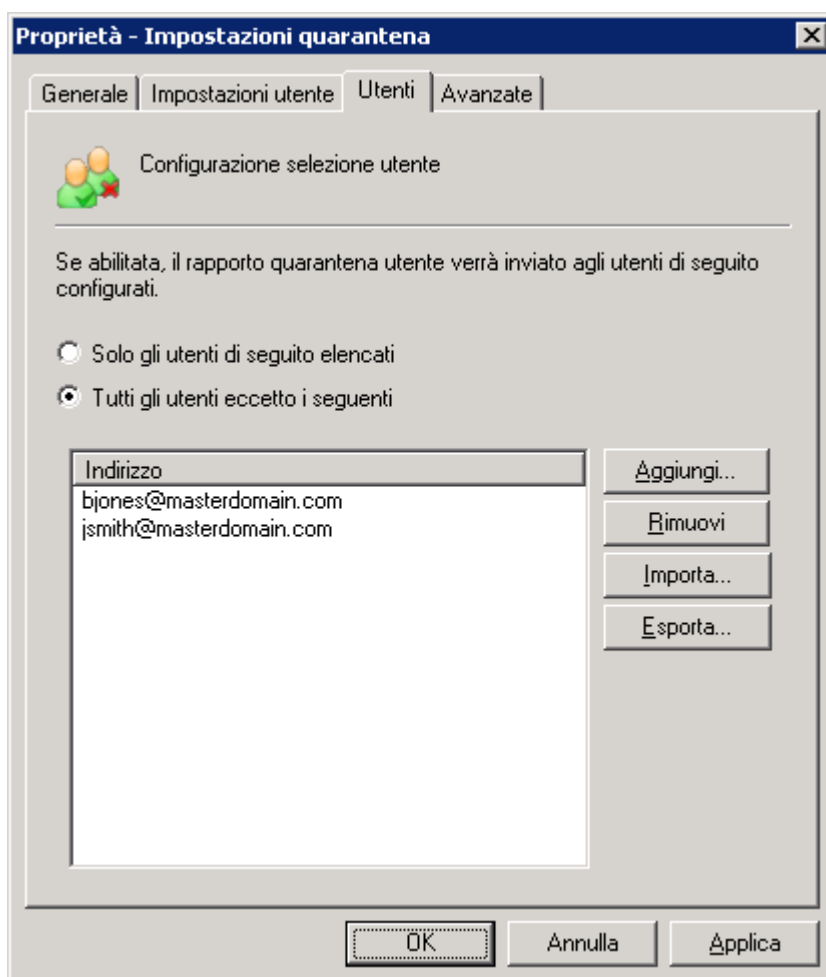 Proprietà - Impostazioni quarantena
Generale
Impostazioni utente
Utenti
Avanzate
Configurazione selezione utente
Se abilitata, il rapporto quarantena utente verrà inviato agli utenti di seguito
configurati.
Solo gli utenti di seguito elencati
Tutti gli utenti eccetto i seguenti
Indirizzo
bjones@masterdomain.com
jsmith@masterdomain.com
Aggiungi...
Rimuovi
Importa...
Esporta...
OK
Annulla
Applica